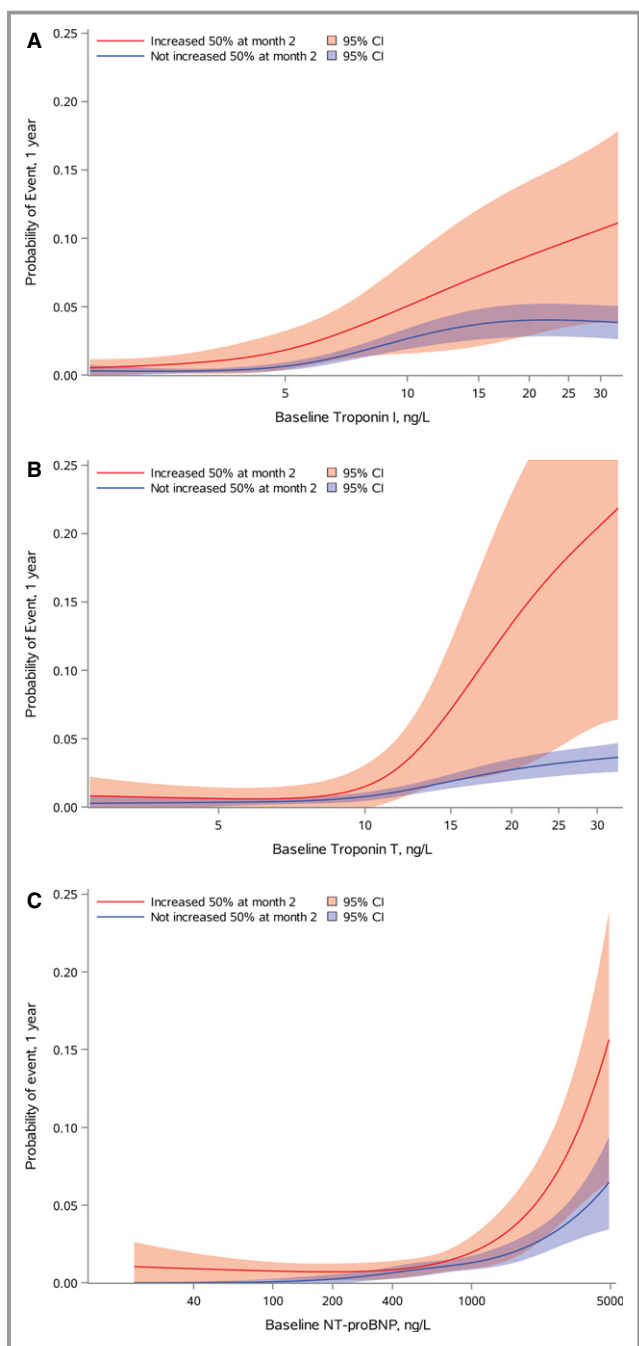 A
Increased 50% at month 2 95% CI
Not increased 50% at month 2 95% CI
Probability of Event, 1 year
0.25
0.20
0.15
0.10
0.05
0.00
5 10 15 20 25 30
Baseline Troponin I, ng/L
B
Increased 50% at month 2 95% CI
Not increased 50% at month 2 95% CI
Probability of Event, 1 year
0.25
0.20
0.15
0.10
0.05
0.00
5 10 15 20 25 30
Baseline Troponin T, ng/L
C
Increased 50% at month 2 95% CI
Not increased 50% at month 2 95% CI
Probability of event, 1 year
0.25
0.20
0.15
0.10
0.05
0.00
40 100 200 400 1000 5000
Baseline NT-proBNP, ng/L